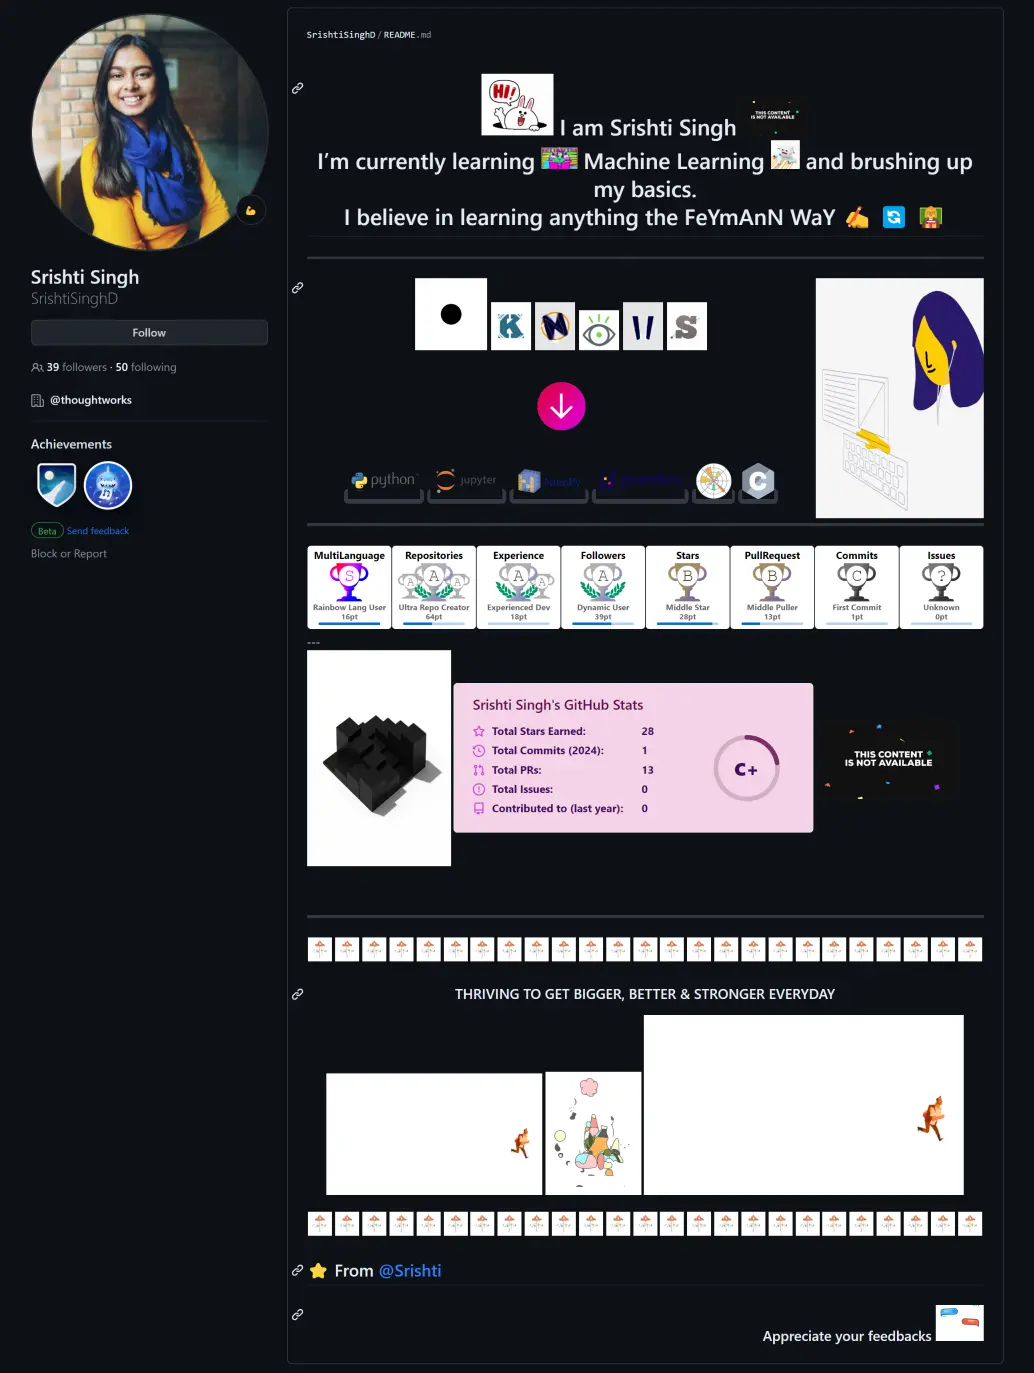 Srishti Singh
SrishtiSinghD
Follow
39 followers · 50 following
@thoughtworks
Achievements
Beta Send feedback
Block or Report
SrishtiSinghD / README.md
HI!
I am Srishti Singh
THIS CONTENT
IS NOT AVAILABLE
I'm currently learning Machine Learning and brushing up
my basics.
I believe in learning anything the FeYmAnN WaY
K N W S
python jupyter NumPy C
MultiLanguage Repositories Experience Followers Stars PullRequest Commits Issues
S A A A A A A B B C ?
Rainbow Lang User Ultra Repo Creator Experienced Dev Dynamic User Middle Star Middle Puller First Commit Unknown
16pt 64pt 18pt 39pt 28pt 13pt 1pt 0pt
---
Srishti Singh's GitHub Stats
Total Stars Earned: 28
Total Commits (2024): 1
Total PRs: 13
Total Issues: 0
Contributed to (last year): 0
C+
THIS CONTENT
IS NOT AVAILABLE
THRIVING TO GET BIGGER, BETTER & STRONGER EVERYDAY
From @Srishti
Appreciate your feedbacks